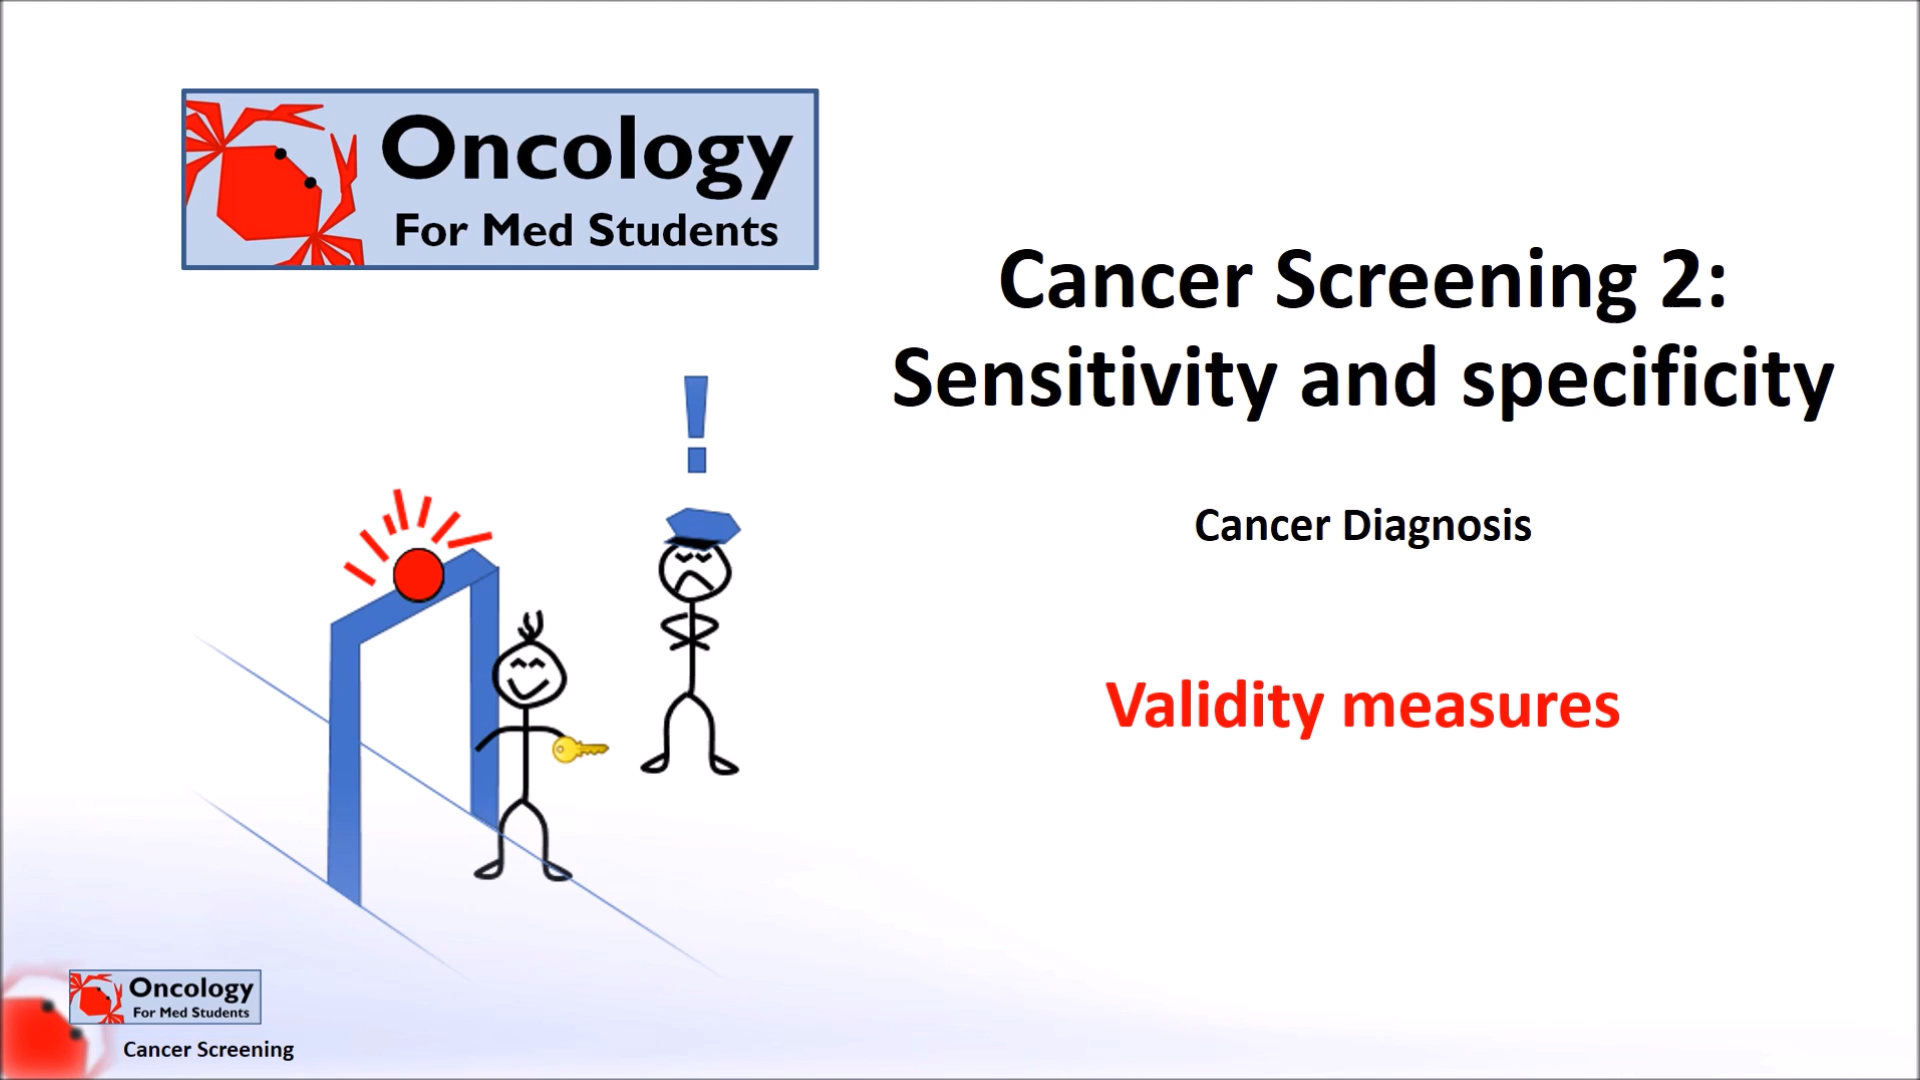 Oncology
For Med Students
Cancer Screening 2:
Sensitivity and specificity
Cancer Diagnosis
!
Validity measures
Oncology
For Med Students
Cancer Screening